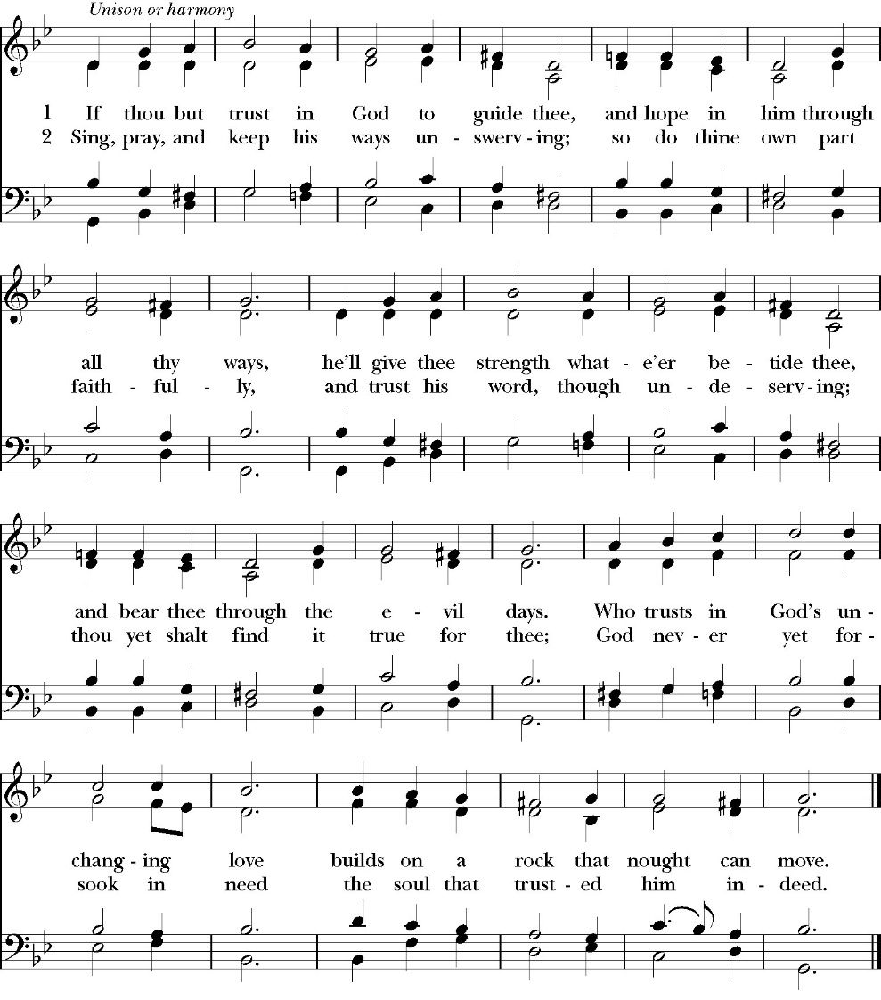 Unison or harmony
1 If thou but trust in God to guide thee, and hope in him through
2 Sing, pray, and keep his ways un - swerv - ing; so do thine own part
all thy ways, he'll give thee strength what - e'er be - tide thee,
faith - ful - ly, and trust his word, though un - de - serv - ing;
and bear thee through the e - vil days. Who trusts in God's un -
thou yet shalt find it true for thee; God nev - er yet for -
chang - ing love builds on a rock that nought can move.
sook in need the soul that trust - ed him in - deed.